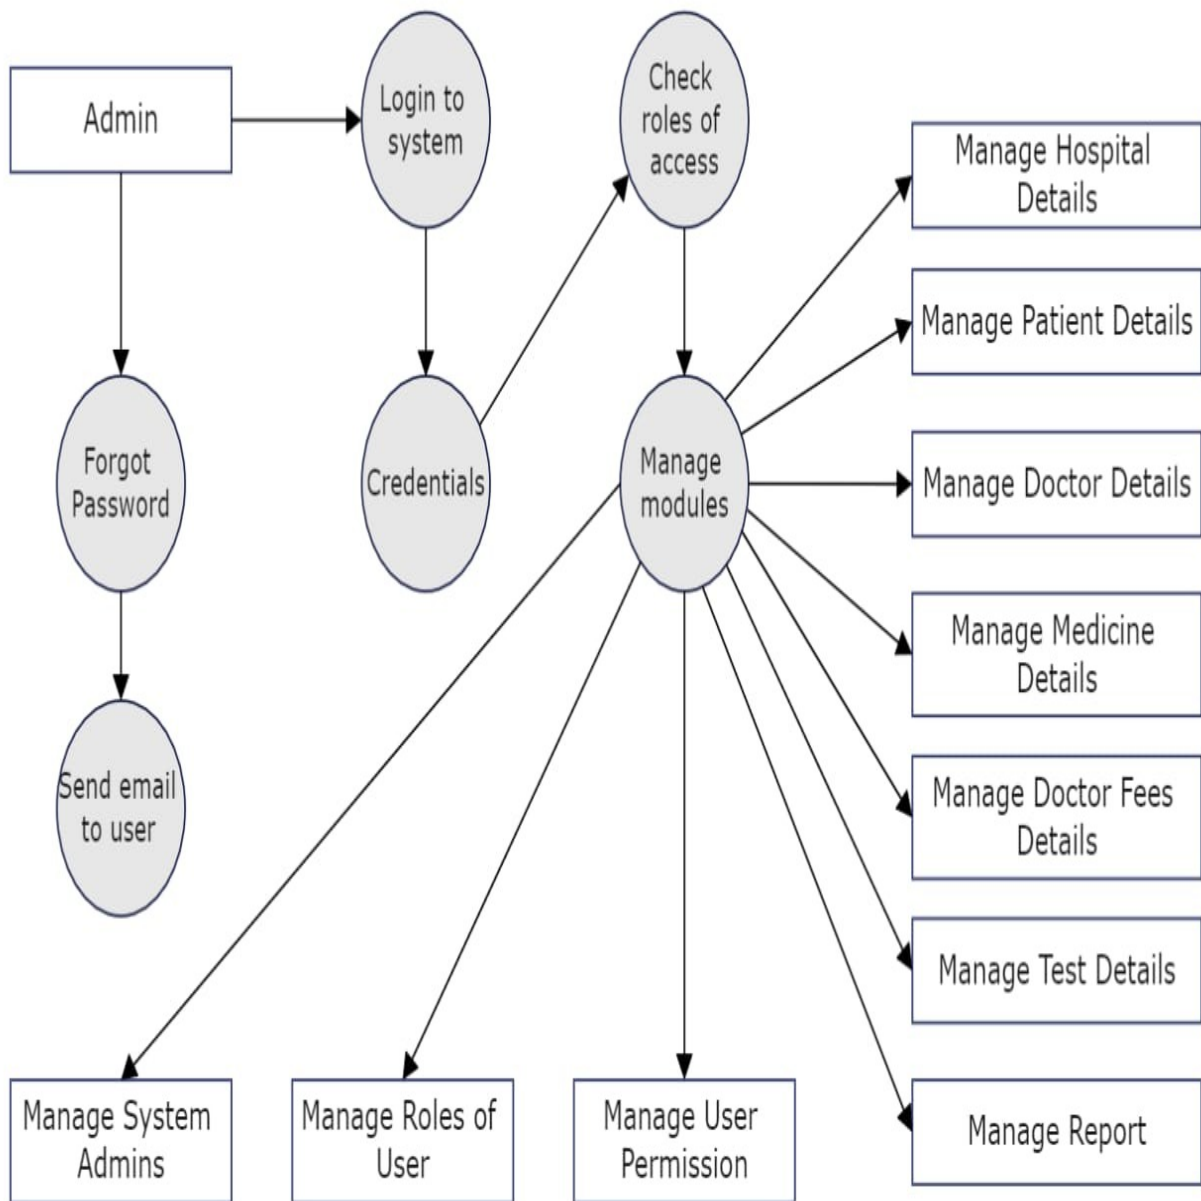 Admin
Login to
system
Check
roles of
access
Manage Hospital
Details
Manage Patient Details
Forgot
Password
Credentials
Manage
modules
Manage Doctor Details
Manage Medicine
Details
Send email
to user
Manage Doctor Fees
Details
Manage Test Details
Manage System
Admins
Manage Roles of
User
Manage User
Permission
Manage Report